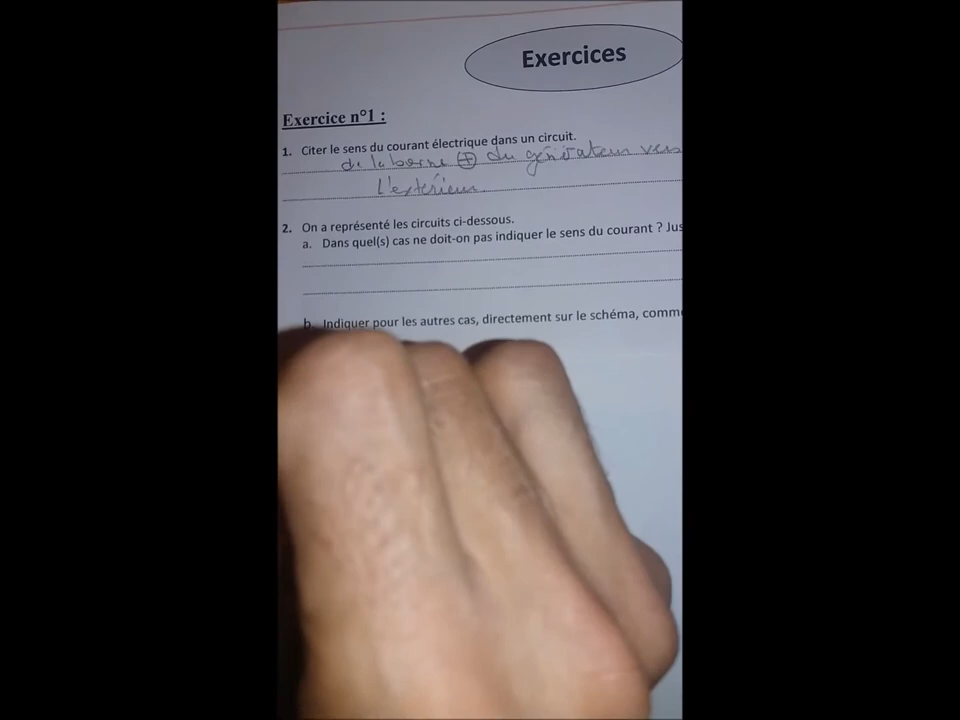 Exercices
Exercice n°1 :
1. Citer le sens du courant électrique dans un circuit.
de la borne ⊕ du générateur vers
l'extérieur
2. On a représenté les circuits ci-dessous.
a. Dans quel(s) cas ne doit-on pas indiquer le sens du courant ? Jus
b. Indiquer pour les autres cas, directement sur le schéma, comm